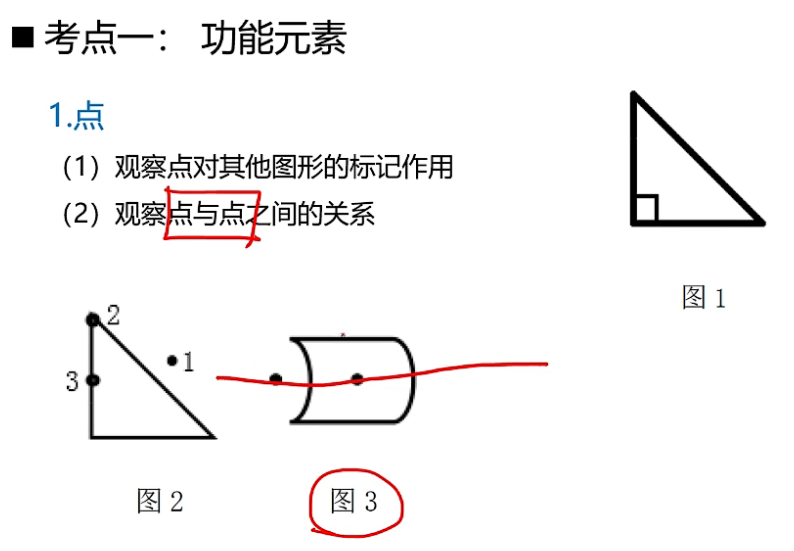 ■ 考点一： 功能元素
1.点
（1）观察点对其他图形的标记作用
（2）观察点与点之间的关系
图 1
2
1
3
图 2
图 3